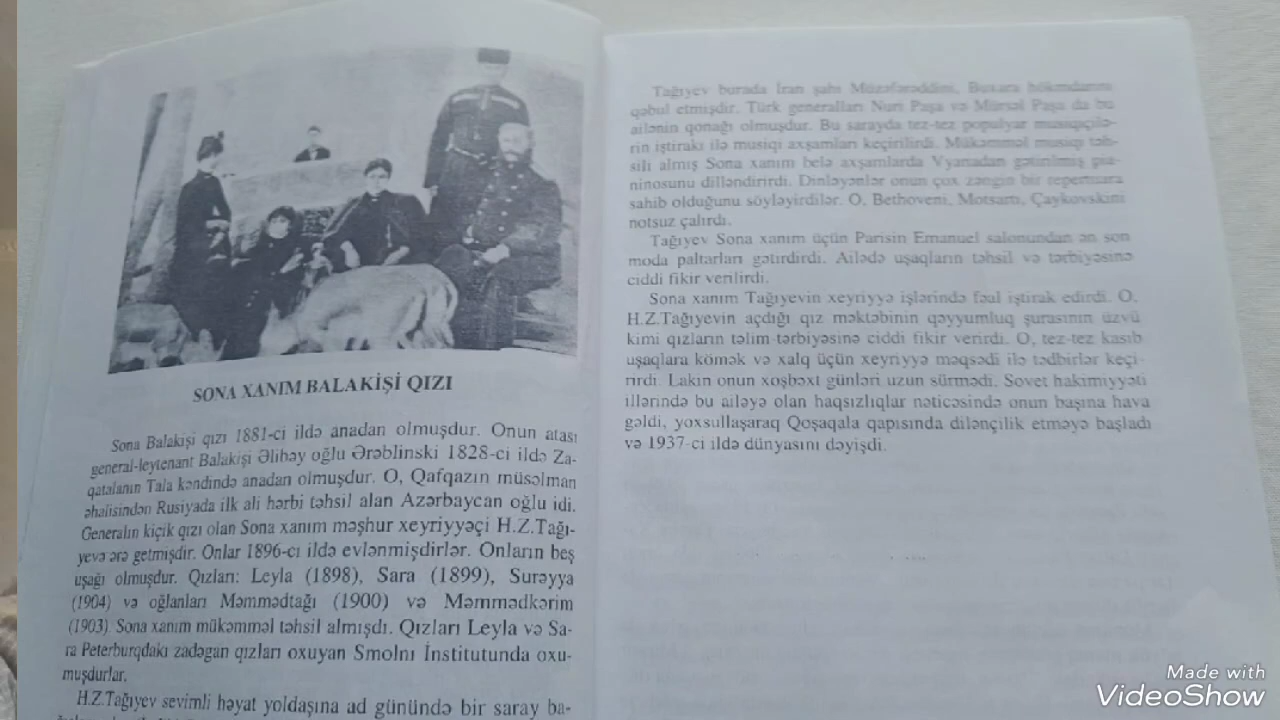 SONA XANIM BALAKİŞİ QIZI
Sona Balakişi qızı 1881-ci ildə anadan olmuşdur. Onun atası
general-leytenant Balakişi Əlibəy oğlu Ərəblinski 1828-ci ildə Za-
qatalanın Tala kəndində anadan olmuşdur. O, Qafqazın müsəlman
əhalisindən Rusiyada ilk ali hərbi təhsil alan Azərbaycan oğlu idi.
Generalın kiçik qızı olan Sona xanım məşhur xeyriyyəçi H.Z.Tağı-
yevə ərə getmişdir. Onlar 1896-cı ildə evlənmişdirlər. Onların beş
uşağı olmuşdur. Qızları: Leyla (1898), Sara (1899), Surəyya
(1904) və oğlanları Məmmədtağı (1900) və Məmmədkərim
(1903). Sona xanım mükəmməl təhsil almışdı. Qızları Leyla və Sa-
ra Peterburqdakı zadəgan qızları oxuyan Smolnı İnstitutunda oxu-
muşdurlar.
H.Z.Tağıyev sevimli həyat yoldaşına ad günündə bir saray ba-
Tağıyev burada İran şahı Müzəfərəddini, Buxara hökmdarını
qəbul etmişdir. Türk generalları Nuri Paşa və Mürsəl Paşa da bu
ailənin qonağı olmuşdur. Bu sarayda tez-tez populyar musiqiçilə-
rin iştirakı ilə musiqi axşamları keçirilirdi. Mükəmməl musiqi təh-
sili almış Sona xanım belə axşamlarda Vyanadan gətirilmiş pia-
ninosunu dilləndirirdi. Dinləyənlər onun çox zəngin bir repertuara
sahib olduğunu söyləyirdilər. O, Bethoveni, Motsartı, Çaykovskini
notsuz çalırdı.
Tağıyev Sona xanım üçün Parisin Emanuel salonundan ən son
moda paltarları gətirdirdi. Ailədə uşaqların təhsil və tərbiyəsinə
ciddi fikir verilirdi.
Sona xanım Tağıyevin xeyriyyə işlərində fəal iştirak edirdi. O,
H.Z.Tağıyevin açdığı qız məktəbinin qəyyumluq şurasının üzvü
kimi qızların təlim-tərbiyəsinə ciddi fikir verirdi. O, tez-tez kasıb
uşaqlara kömək və xalq üçün xeyriyyə məqsədi ilə tədbirlər keçi-
rirdi. Lakin onun xoşbəxt günləri uzun sürmədi. Sovet hakimiyyəti
illərində bu ailəyə olan haqsızlıqlar nəticəsində onun başına hava
gəldi, yoxsullaşaraq Qoşaqala qapısında dilənçilik etməyə başladı
və 1937-ci ildə dünyasını dəyişdi.
Made with
VideoShow